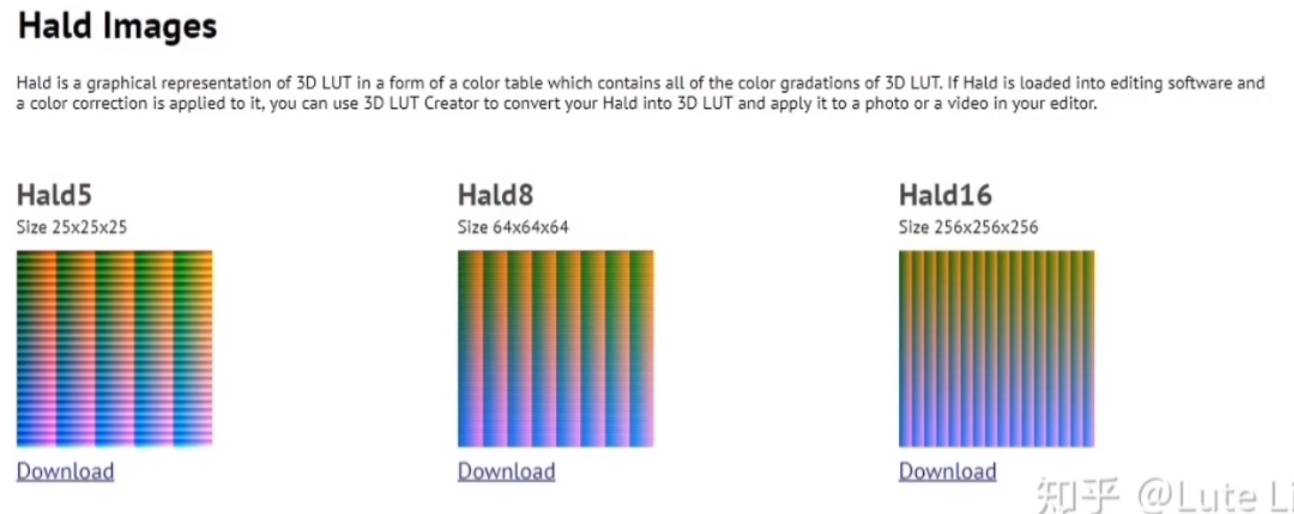 Hald Images
Hald is a graphical representation of 3D LUT in a form of a color table which contains all of the color gradations of 3D LUT. If Hald is loaded into editing software and
a color correction is applied to it, you can use 3D LUT Creator to convert your Hald into 3D LUT and apply it to a photo or a video in your editor.
Hald5
Size 25x25x25
Download
Hald8
Size 64x64x64
Download
Hald16
Size 256x256x256
Download
知乎 @Lute Li